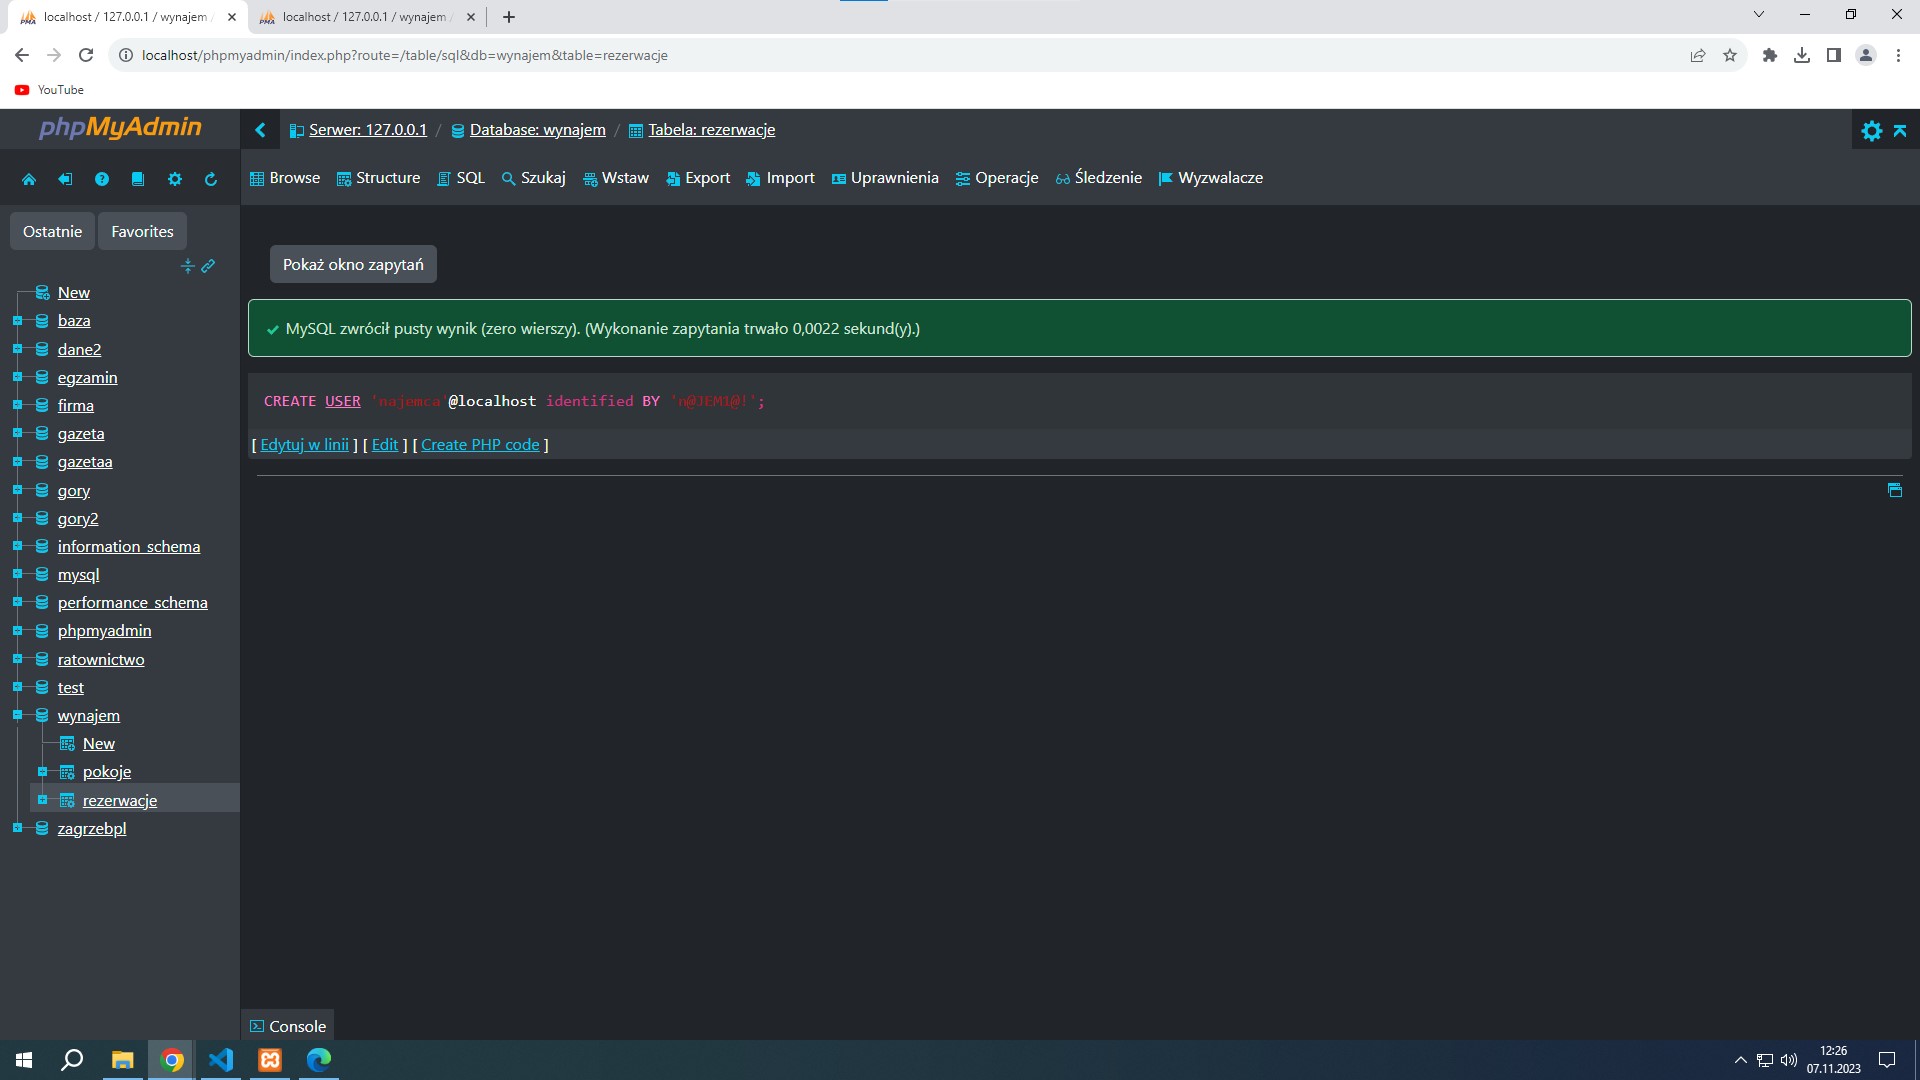 localhost / 127.0.0.1 / wynajem /
localhost / 127.0.0.1 / wynajem /
localhost/phpmyadmin/index.php?route=/table/sql&db=wynajem&table=rezerwacje
YouTube
phpMyAdmin
Serwer: 127.0.0.1 / Database: wynajem / Tabela: rezerwacje
Browse Structure SQL Szukaj Wstaw Export Import Uprawnienia Operacje Śledzenie Wyzwalacze
Ostatnie Favorites
Pokaż okno zapytań
MySQL zwrócił pusty wynik (zero wierszy). (Wykonanie zapytania trwało 0,0022 sekund(y).)
CREATE USER 'najemca'@localhost identified BY 'n@JEM1@!';
[ Edytuj w linii ] [ Edit ] [ Create PHP code ]
New
baza
dane2
egzamin
firma
gazeta
gazetaa
gory
gory2
information_schema
mysql
performance_schema
phpmyadmin
ratownictwo
test
wynajem
New
pokoje
rezerwacje
zagrzebpl
Console
12:26
07.11.2023